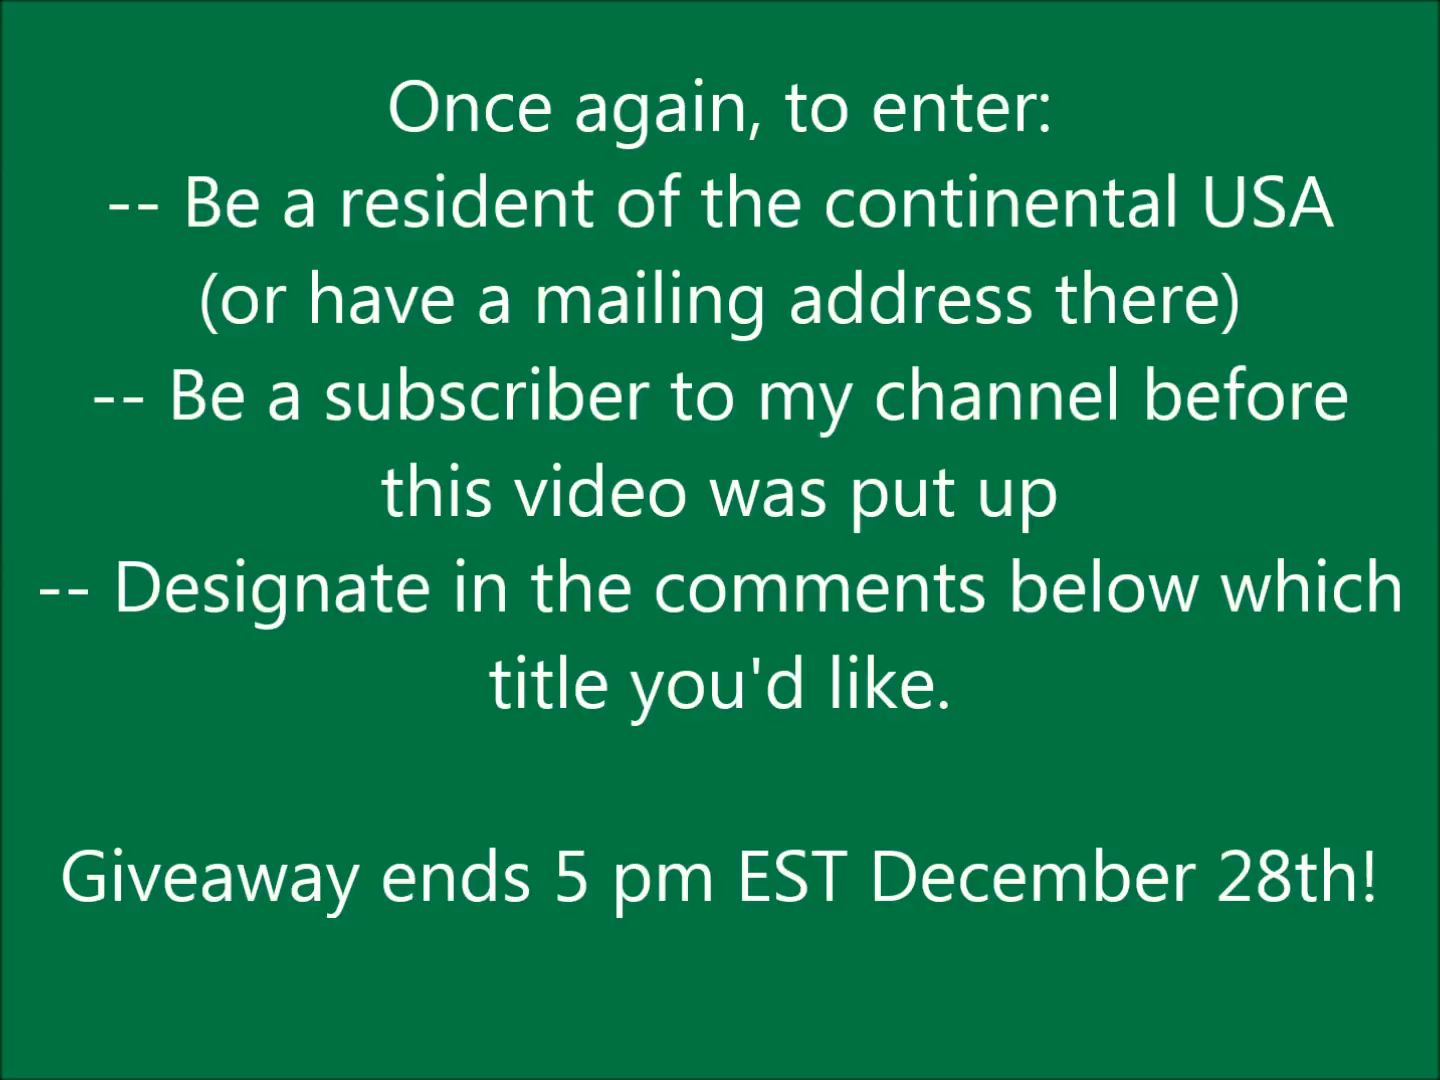 Once again, to enter:
-- Be a resident of the continental USA
(or have a mailing address there)
-- Be a subscriber to my channel before
this video was put up
-- Designate in the comments below which
title you'd like.
Giveaway ends 5 pm EST December 28th!